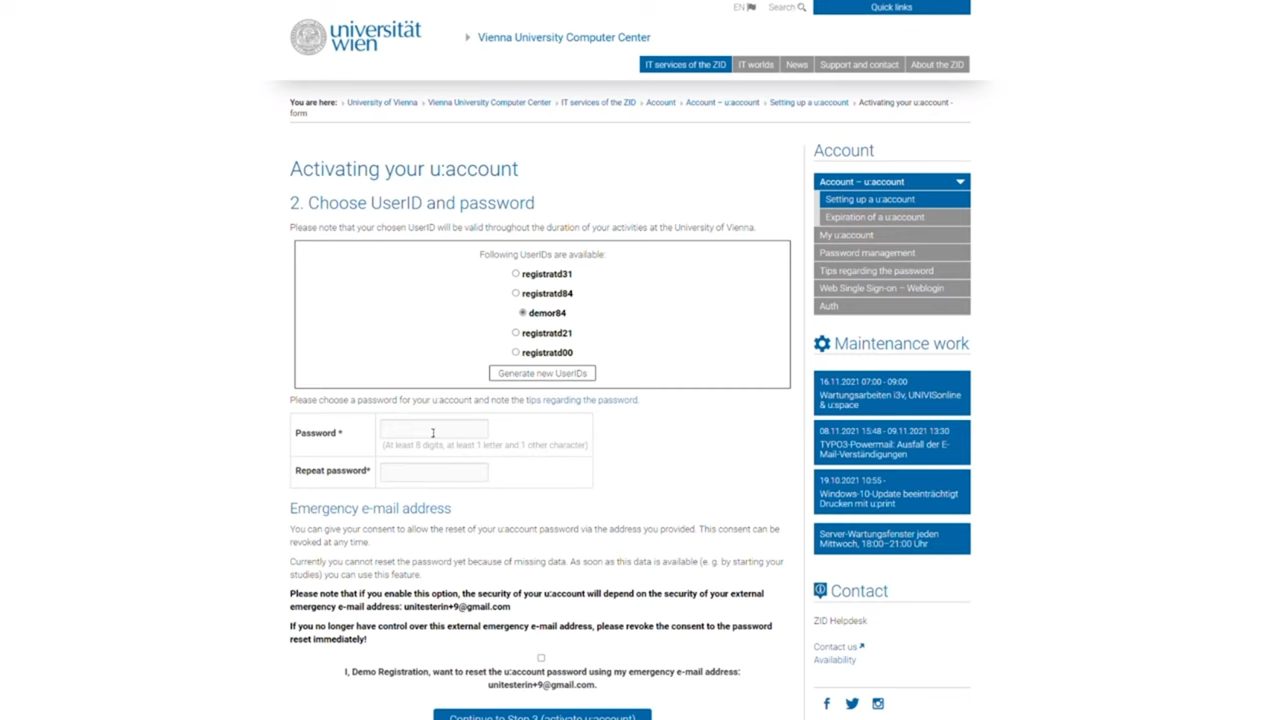 EN
Search
Quick links
universität
wien
Vienna University Computer Center
IT services of the ZID
IT worlds
News
Support and contact
About the ZID
You are here: › University of Vienna › Vienna University Computer Center › IT services of the ZID › Account › Account – u:account › Setting up a u:account › Activating your u:account -
form
Activating your u:account
2. Choose UserID and password
Please note that your chosen UserID will be valid throughout the duration of your activities at the University of Vienna.
Following UserIDs are available:
registratd31
registratd84
demor84
registratd21
registratd00
Generate new UserIDs
Please choose a password for your u:account and note the tips regarding the password.
Password *
(At least 8 digits, at least 1 letter and 1 other character)
Repeat password*
Emergency e-mail address
You can give your consent to allow the reset of your u:account password via the address you provided. This consent can be
revoked at any time.
Currently you cannot reset the password yet because of missing data. As soon as this data is available (e. g. by starting your
studies) you can use this feature.
Please note that if you enable this option, the security of your u:account will depend on the security of your external
emergency e-mail address: unitesterin+9@gmail.com
If you no longer have control over this external emergency e-mail address, please revoke the consent to the password
reset immediately!
I, Demo Registration, want to reset the u:account password using my emergency e-mail address:
unitesterin+9@gmail.com.
Continue to Step 3 (activate u:account)
Account
Account – u:account
Setting up a u:account
Expiration of a u:account
My u:account
Password management
Tips regarding the password
Web Single Sign-on – Weblogin
Auth
Maintenance work
16.11.2021 07:00 - 09:00
Wartungsarbeiten i3v, UNIVISonline
& u:space
08.11.2021 15:48 - 09.11.2021 13:30
TYPO3-Powermail: Ausfall der E-
Mail-Verständigungen
19.10.2021 10:55 -
Windows-10-Update beeinträchtigt
Drucken mit u:print
Server-Wartungsfenster jeden
Mittwoch, 18:00–21:00 Uhr
Contact
ZID Helpdesk
Contact us
Availability